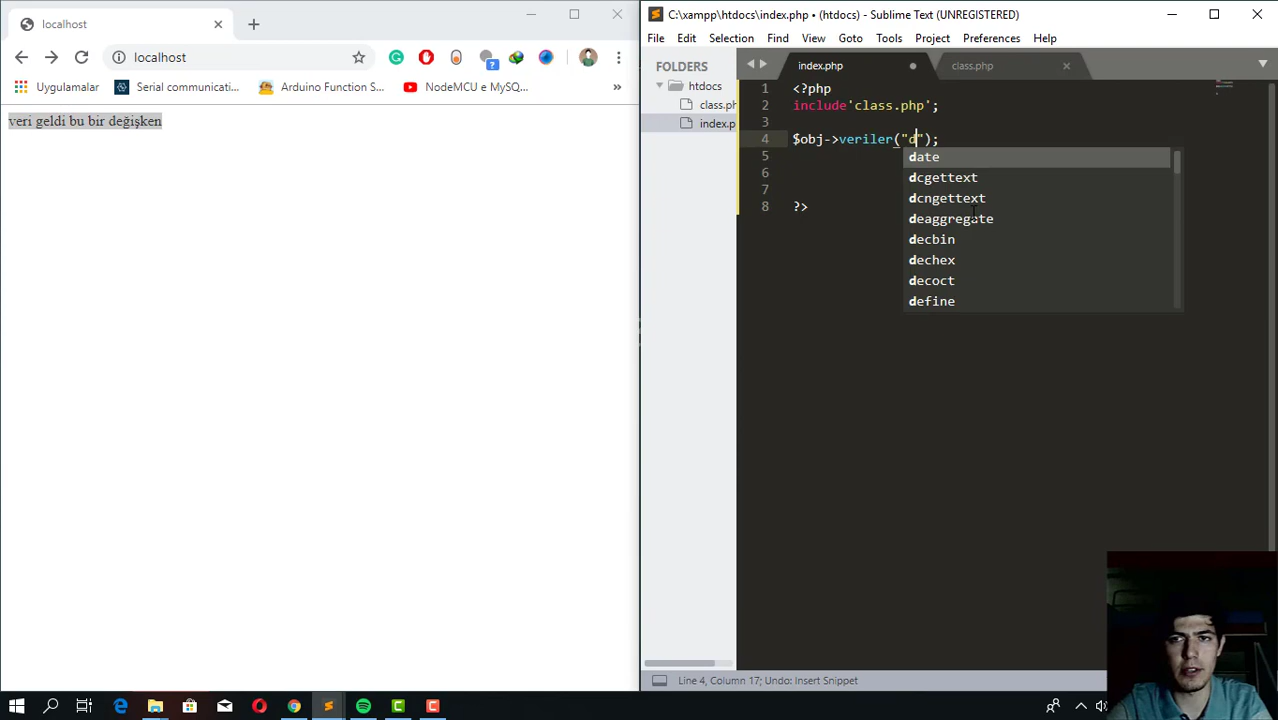 localhost
localhost
Uygulamalar
Serial communicati...
Arduino Function S...
NodeMCU e MySQ...
»
veri geldi bu bir değişken
C:\xampp\htdocs\index.php • (htdocs) - Sublime Text (UNREGISTERED)
File Edit Selection Find View Goto Tools Project Preferences Help
FOLDERS
htdocs
class.ph
index.p
index.php
class.php
1 <?php
2 include'class.php';
3
4 $obj->veriler("d");
5
6
7
8 ?>
date
dcgettext
dcngettext
deaggregate
decbin
dechex
decoct
define
Line 4, Column 17; Undo: Insert Snippet